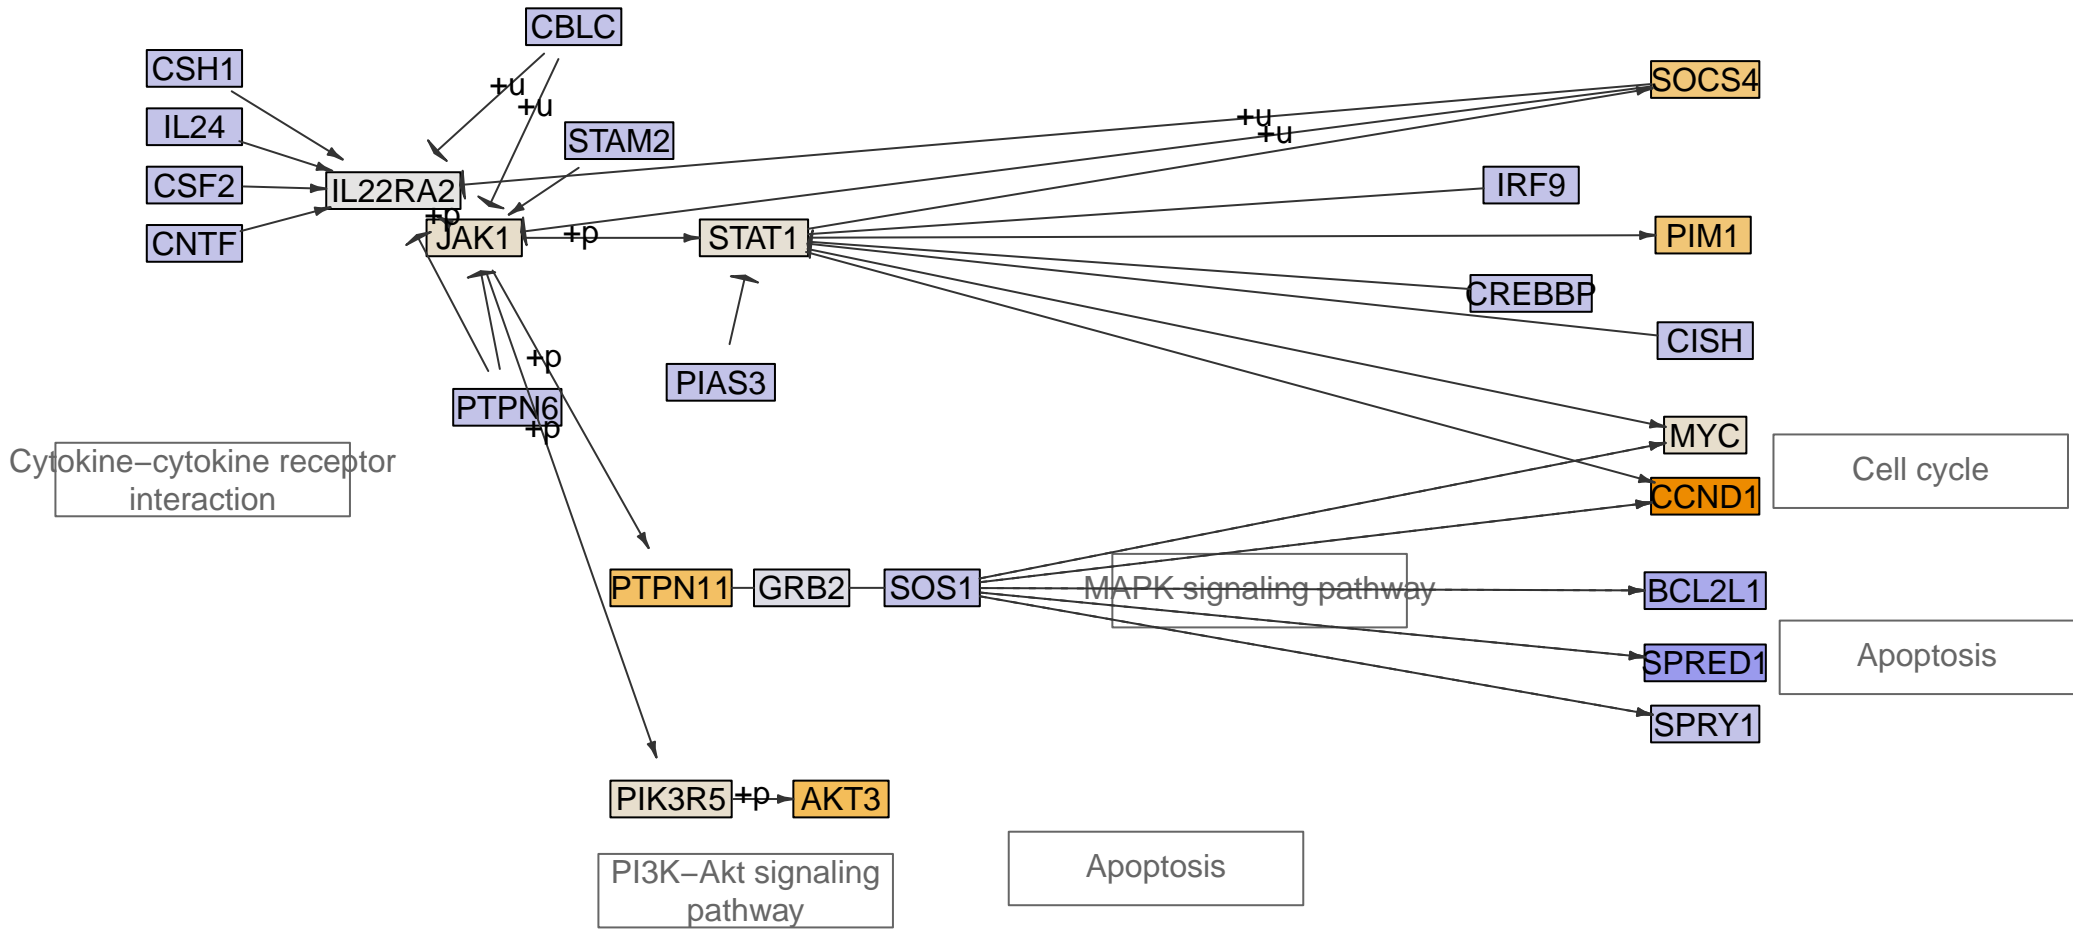 CBLC
CSH1
SOCS4
+u
+u
+u
IL24
+u
STAM2
CSF2
IL22RA2
IRF9
+p
CNTF
JAK1
+p
STAT1
PIM1
CREBBP
CISH
+p
PIAS3
PTPN6
+p
MYC
Cytokine−cytokine receptor
interaction
Cell cycle
CCND1
PTPN11
GRB2
SOS1
MAPK signaling pathway
BCL2L1
SPRED1
Apoptosis
SPRY1
PIK3R5
+p
AKT3
Apoptosis
PI3K−Akt signaling
pathway